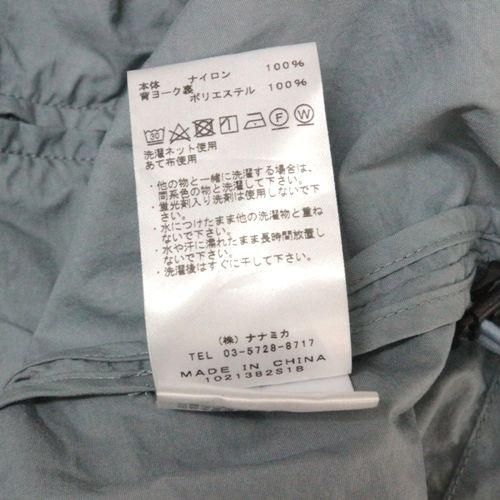 本体 ナイロン 100%
背ヨーク裏 ポリエステル 100%
30 F W
洗濯ネット使用
あて布使用
・他の物と一緒に洗濯する場合は、
同系色の物と洗濯して下さい。
・蛍光剤入り洗剤は使用しないで下
さい。
・水につけたまま他の洗濯物と重ね
ないで下さい。
・水や汗に濡れたまま長時間放置し
ないで下さい。
・洗濯後はすぐに干して下さい。
(株) ナナミカ
TEL 03-5728-8717
MADE IN CHINA
1021382S1B